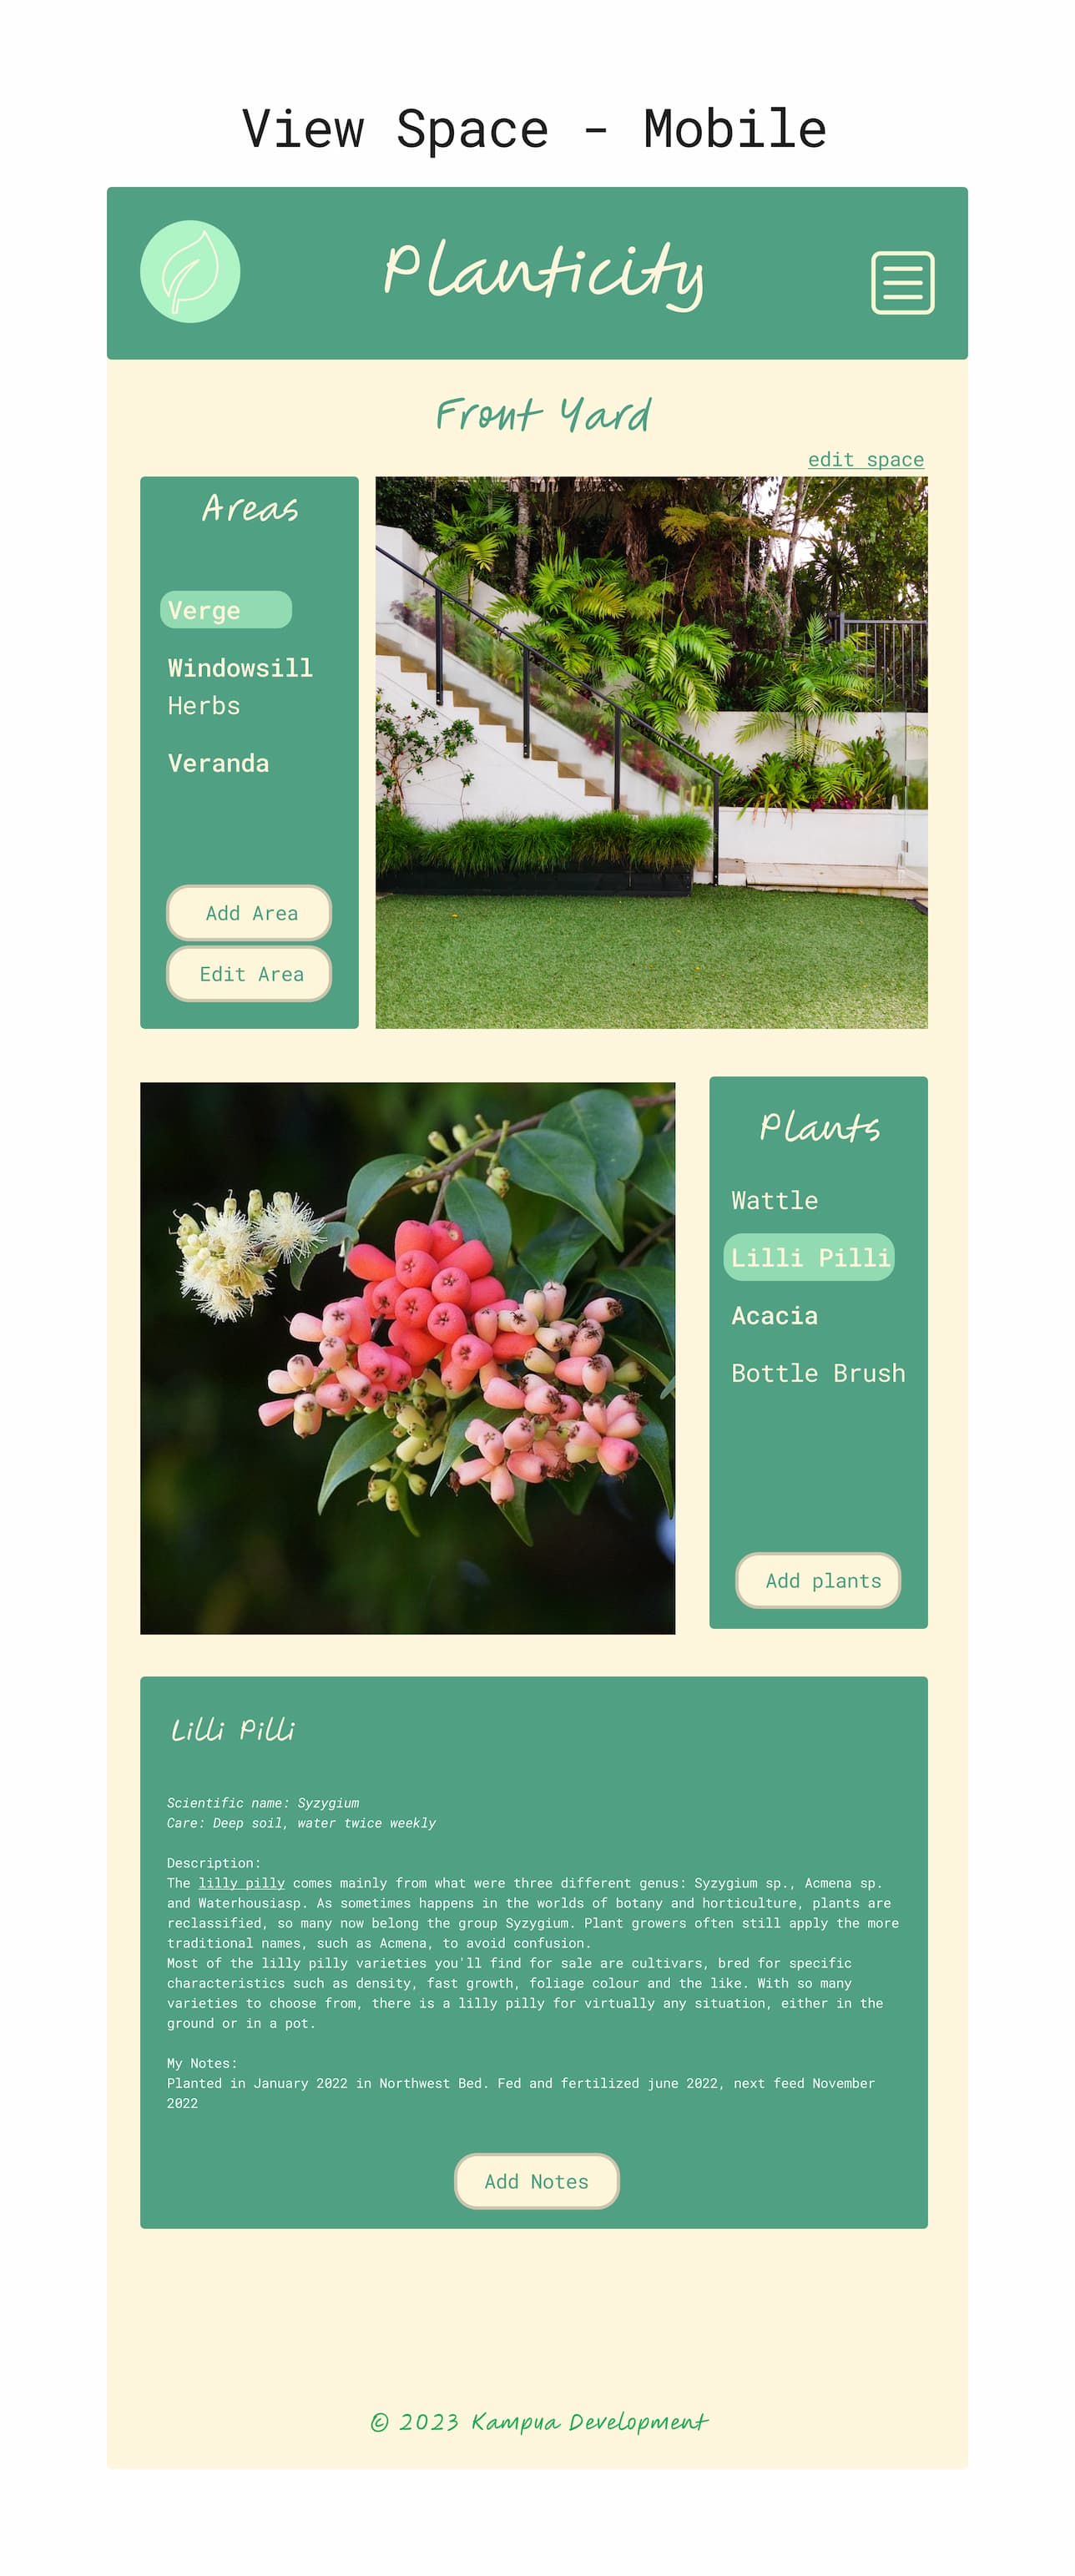 View Space - Mobile
Planticity
Front Yard
edit space
Areas
Verge
Windowsill
Herbs
Veranda
Add Area
Edit Area
Plants
Wattle
Lilli Pilli
Acacia
Bottle Brush
Add plants
Lilli Pilli
Scientific name: Syzygium
Care: Deep soil, water twice weekly
Description:
The lilly pilly comes mainly from what were three different genus: Syzygium sp., Acmena sp.
and Waterhousiasp. As sometimes happens in the worlds of botany and horticulture, plants are
reclassified, so many now belong the group Syzygium. Plant growers often still apply the more
traditional names, such as Acmena, to avoid confusion.
Most of the lilly pilly varieties you'll find for sale are cultivars, bred for specific
characteristics such as density, fast growth, foliage colour and the like. With so many
varieties to choose from, there is a lilly pilly for virtually any situation, either in the
ground or in a pot.
My Notes:
Planted in January 2022 in Northwest Bed. Fed and fertilized june 2022, next feed November
2022
Add Notes
© 2023 Kampua Development